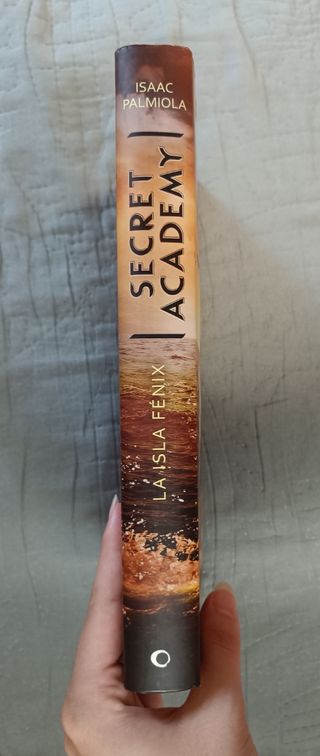 ISAAC
PALMIOLA
SECRET
ACADEMY
LA ISLA FÉNIX